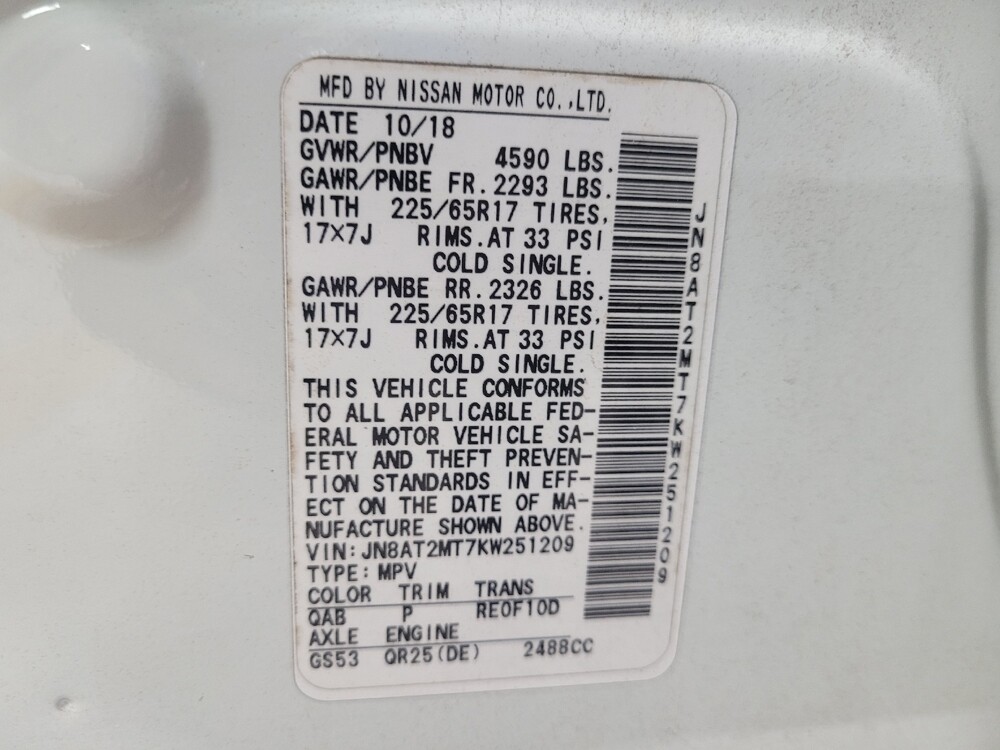 MFD BY NISSAN MOTOR CO.,LTD.
DATE 10/18
GVWR/PNBV 4590 LBS.
GAWR/PNBE FR.2293 LBS.
WITH 225/65R17 TIRES,
17×7J RIMS.AT 33 PSI
COLD SINGLE.
GAWR/PNBE RR.2326 LBS.
WITH 225/65R17 TIRES,
17×7J RIMS.AT 33 PSI
COLD SINGLE.
THIS VEHICLE CONFORMS
TO ALL APPLICABLE FED-
ERAL MOTOR VEHICLE SA-
FETY AND THEFT PREVEN-
TION STANDARDS IN EFF-
ECT ON THE DATE OF MA-
NUFACTURE SHOWN ABOVE.
VIN: JN8AT2MT7KW251209
TYPE: MPV
COLOR TRIM TRANS
QAB P RE0F10D
AXLE ENGINE
GS53 QR25(DE) 2488CC
JN8AT2MT7KW251209